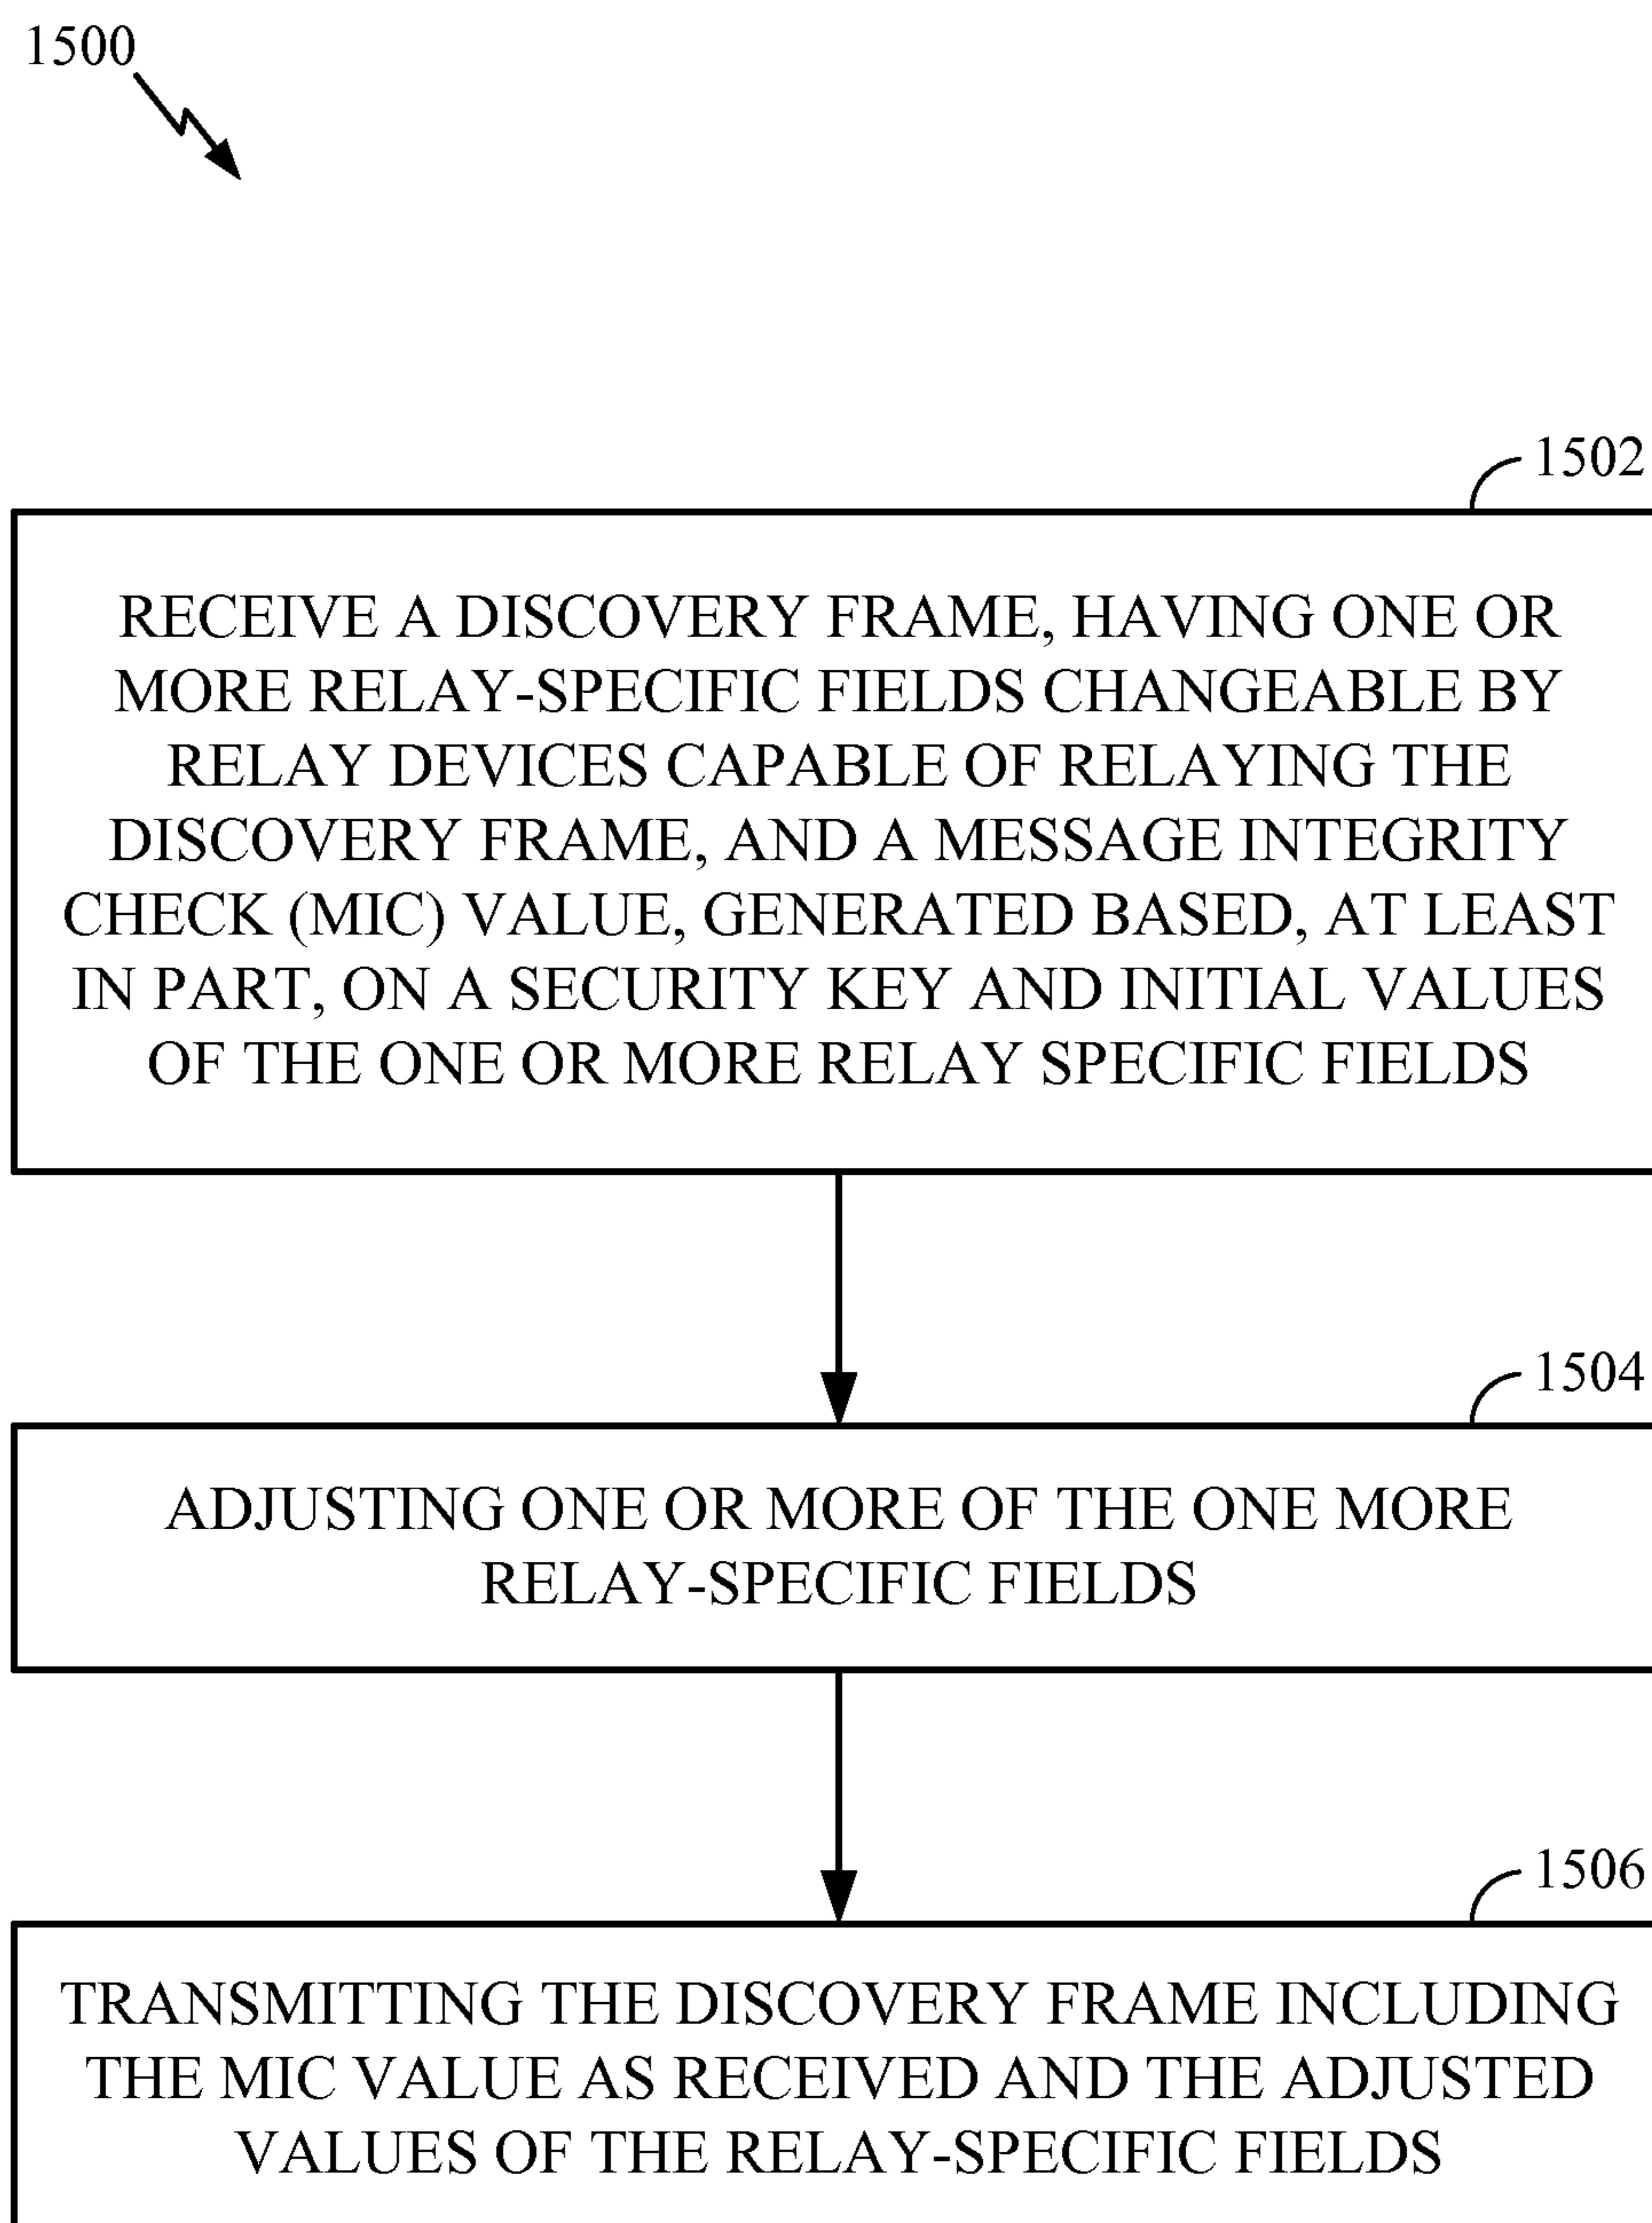 1500
1502
RECEIVE A DISCOVERY FRAME, HAVING ONE OR
MORE RELAY-SPECIFIC FIELDS CHANGEABLE BY
RELAY DEVICES CAPABLE OF RELAYING THE
DISCOVERY FRAME, AND A MESSAGE INTEGRITY
CHECK (MIC) VALUE, GENERATED BASED, AT LEAST
IN PART, ON A SECURITY KEY AND INITIAL VALUES
OF THE ONE OR MORE RELAY SPECIFIC FIELDS
1504
ADJUSTING ONE OR MORE OF THE ONE MORE
RELAY-SPECIFIC FIELDS
1506
TRANSMITTING THE DISCOVERY FRAME INCLUDING
THE MIC VALUE AS RECEIVED AND THE ADJUSTED
VALUES OF THE RELAY-SPECIFIC FIELDS